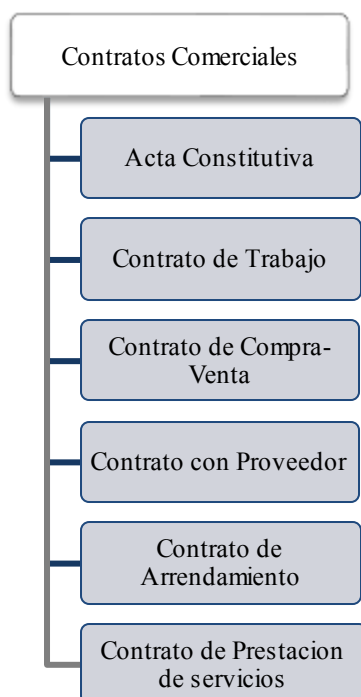 Contratos Comerciales
Acta Constitutiva
Contrato de Trabajo
Contrato de Compra-
Venta
Contrato con Proveedor
Contrato de
Arrendamiento
Contrato de Prestacion
de servicios